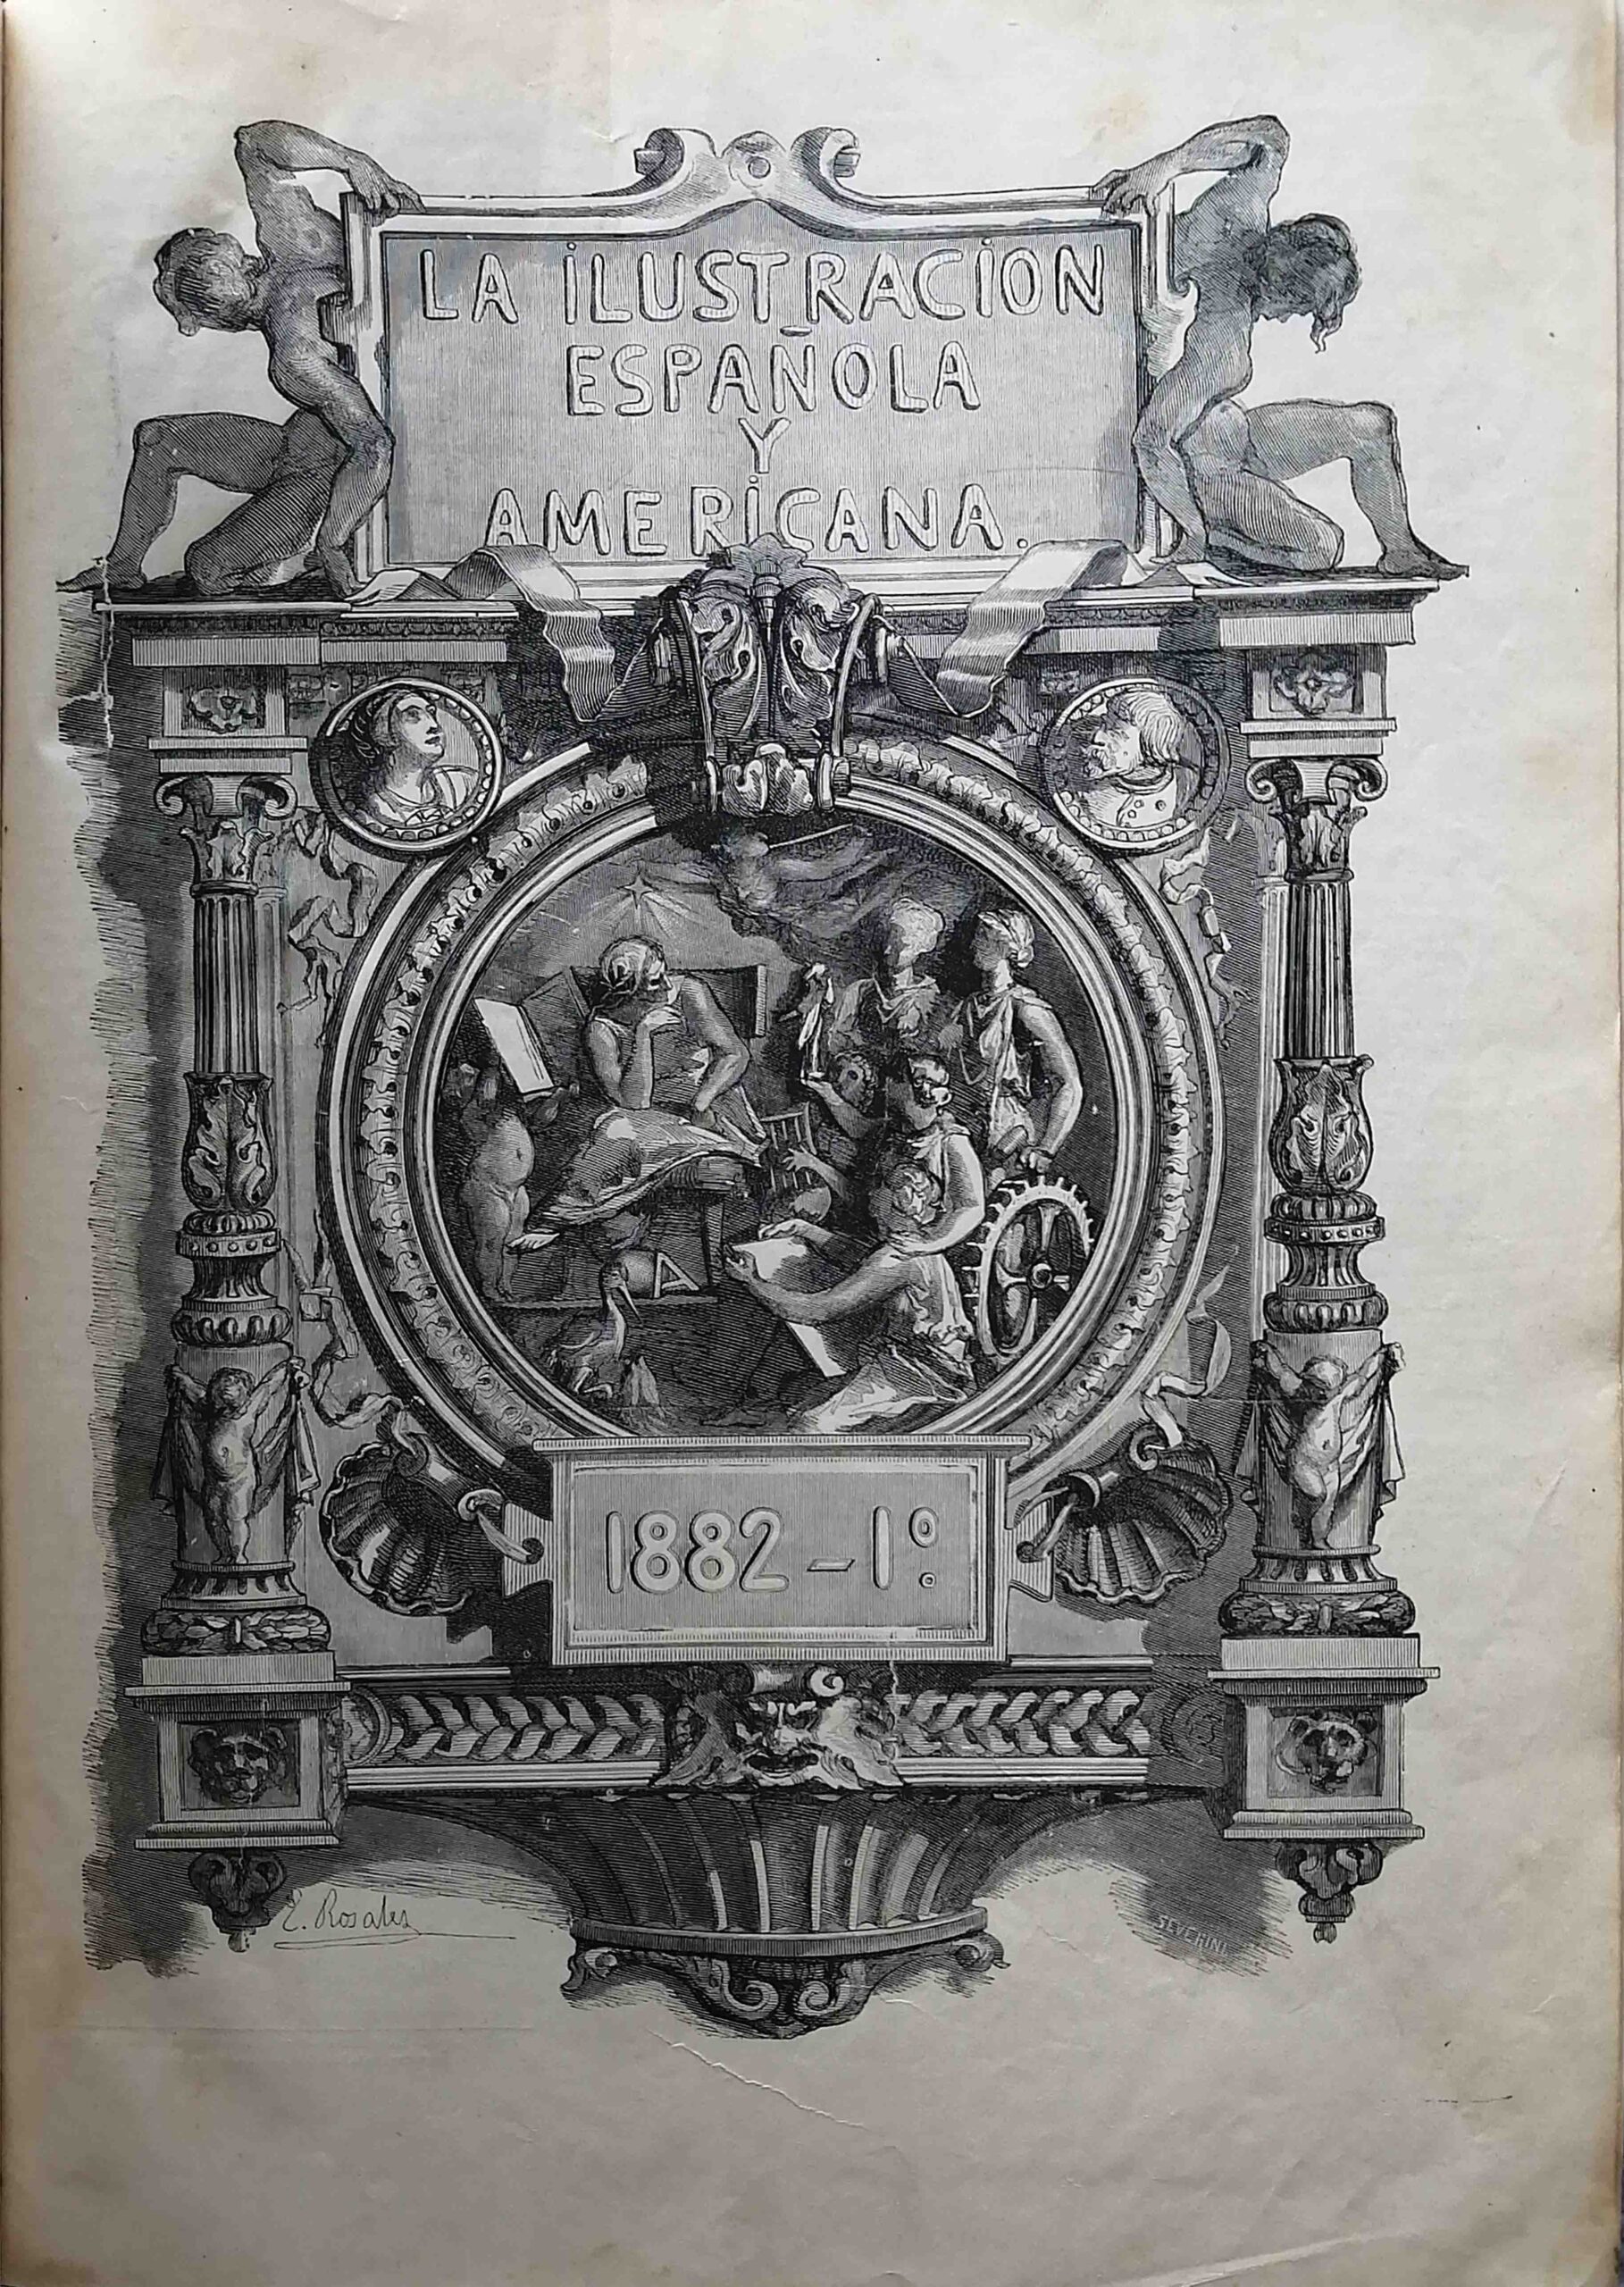 LA ILUSTRACION
ESPAÑOLA
Y
AMERICANA.
A
1882 - 1º
E. Rosales
SEVERINI